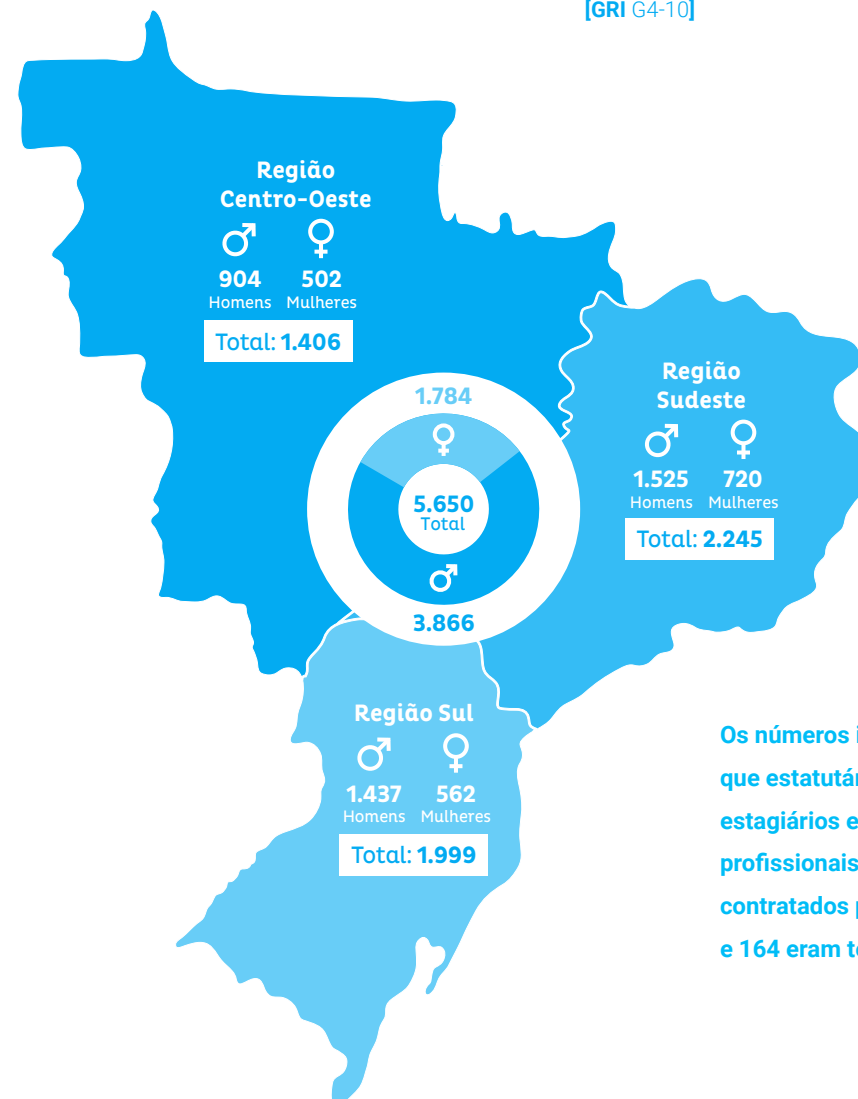 [GRI G4-10]
Região
Centro-Oeste
904 502
Homens Mulheres
Total: 1.406
1.784
5.650
Total
3.866
Região
Sudeste
1.525 720
Homens Mulheres
Total: 2.245
Região Sul
1.437 562
Homens Mulheres
Total: 1.999
Os números
que
estagiários e
profissionais
contratados
e 164 eram